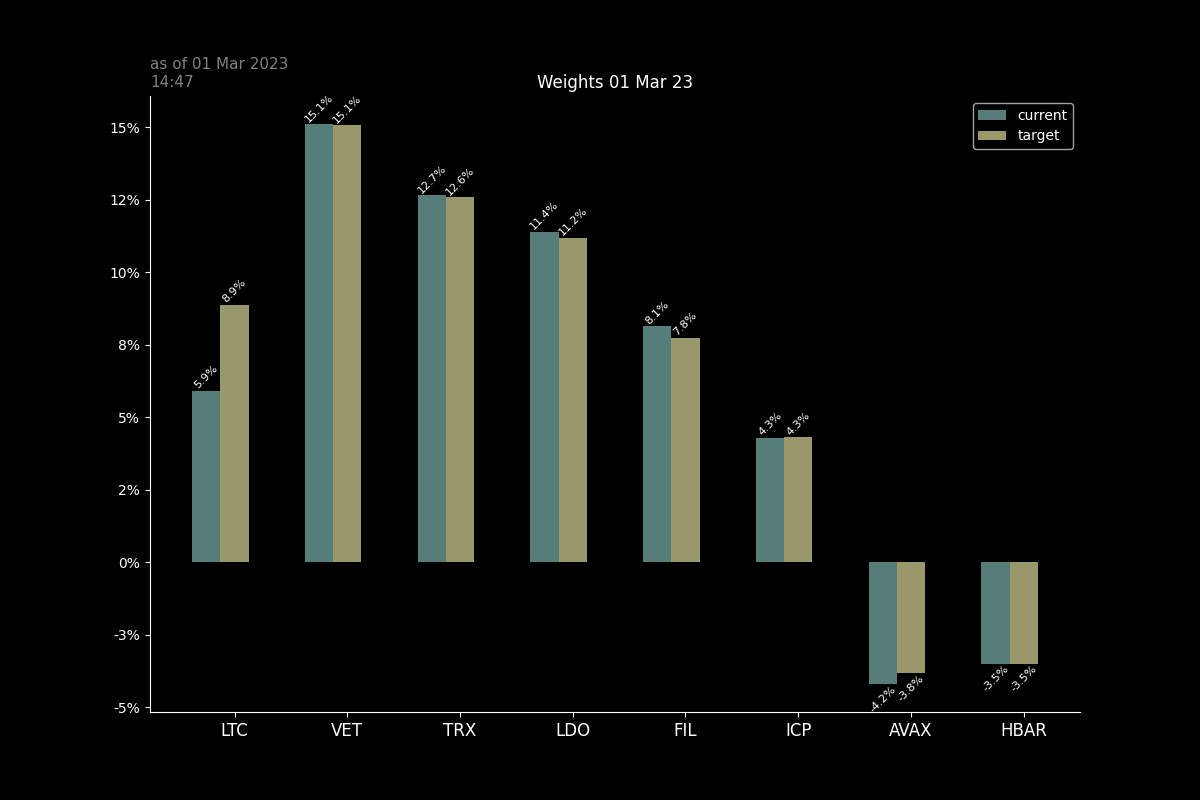 as of 01 Mar 2023
14:47
Weights 01 Mar 23
current
target
15%
12%
10%
8%
5%
2%
0%
-3%
-5%
5.9%
8.9%
15.1%
15.1%
12.7%
12.6%
11.4%
11.2%
8.1%
7.8%
4.3%
4.3%
-4.2%
-3.8%
-3.5%
-3.5%
LTC
VET
TRX
LDO
FIL
ICP
AVAX
HBAR